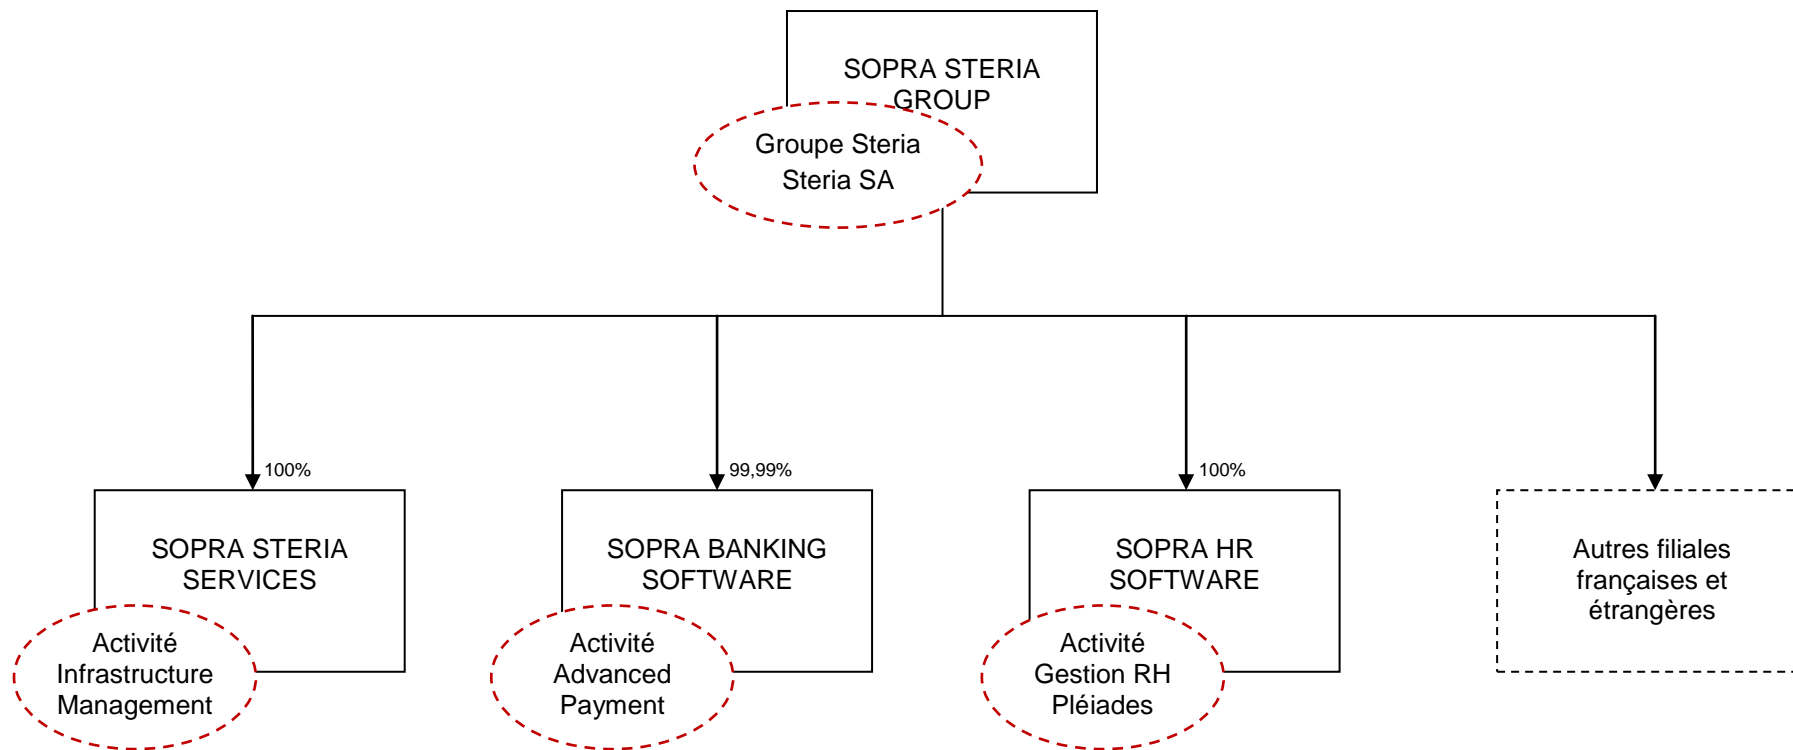 SOPRA STERIA
GROUP
Groupe Steria
Steria SA
100%
99,99%
100%
SOPRA STERIA
SERVICES
Activité
Infrastructure
Management
SOPRA BANKING
SOFTWARE
Activité
Advanced
Payment
SOPRA HR
SOFTWARE
Activité
Gestion RH
Pléiades
Autres filiales
françaises et
étrangères